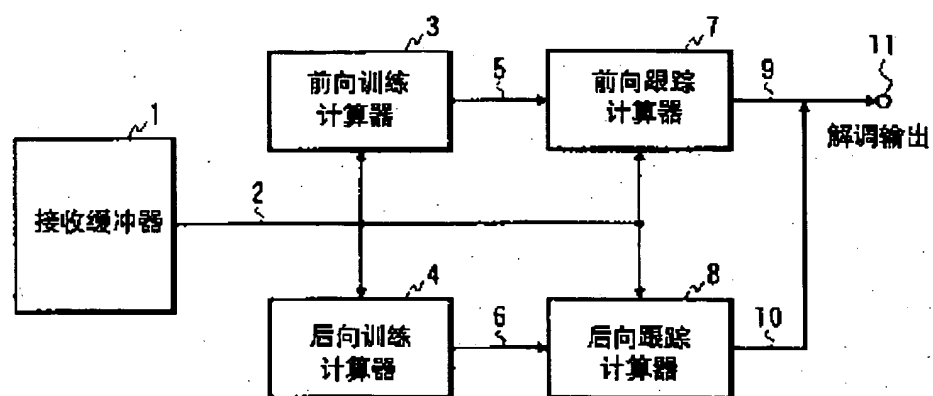 3
7
11
前向训练
计算器
5
前向跟踪
计算器
9
解调输出
1
接收缓冲器
2
4
8
后向训练
计算器
6
后向跟踪
计算器
10